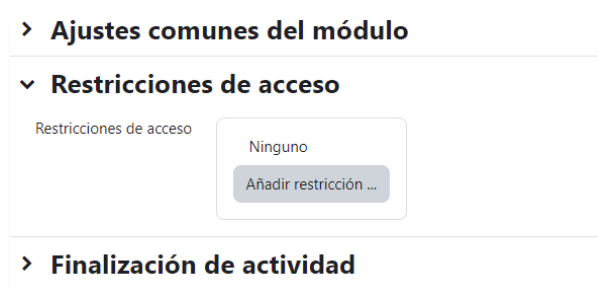 Ajustes comunes del módulo
Restricciones de acceso
Restricciones de acceso
Ninguno
Añadir restricción ...
Finalización de actividad